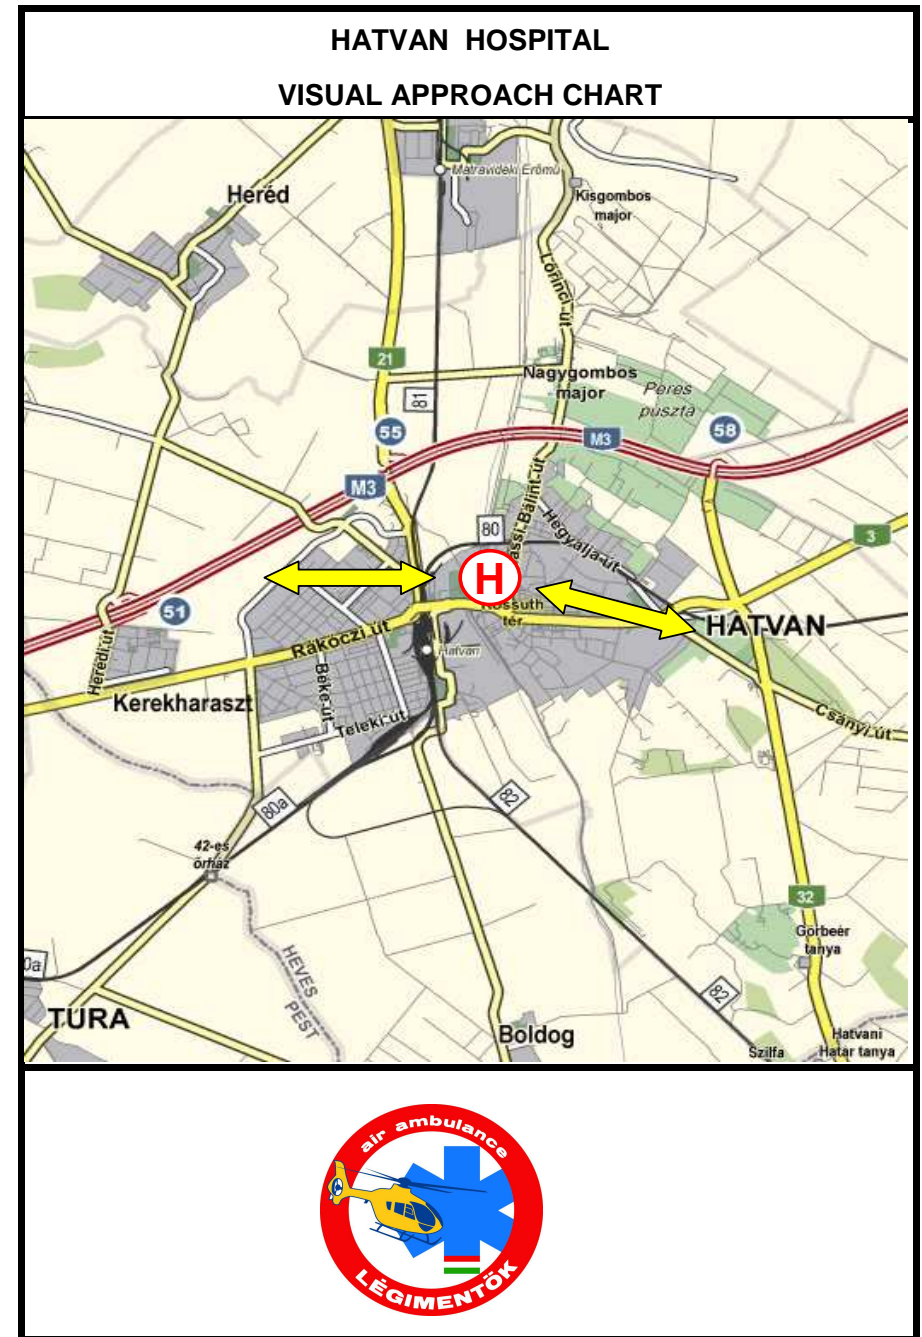 HATVAN HOSPITAL
VISUAL APPROACH CHART
Mátravidéki Erőmű
Heréd
Kisgombos
major
Lőrinci út
21
Nagygombos
major
Peres
puszta
81
55
58
M3
M3
80
assi Bálint út
Hegyalja út
3
H
51
Kossuth
tér
HATVAN
Rákóczi út
Hatvan
Herédi út
Béke út
Kerekharaszt
Teleki út
Csányi út
80a
82
42-es
őrház
32
Görbeér
tanya
HEVES
PEST
0a
82
TURA
Boldog
Hatvani
Határ tanya
Szilfa
air ambulance
LÉGIMENTŐK